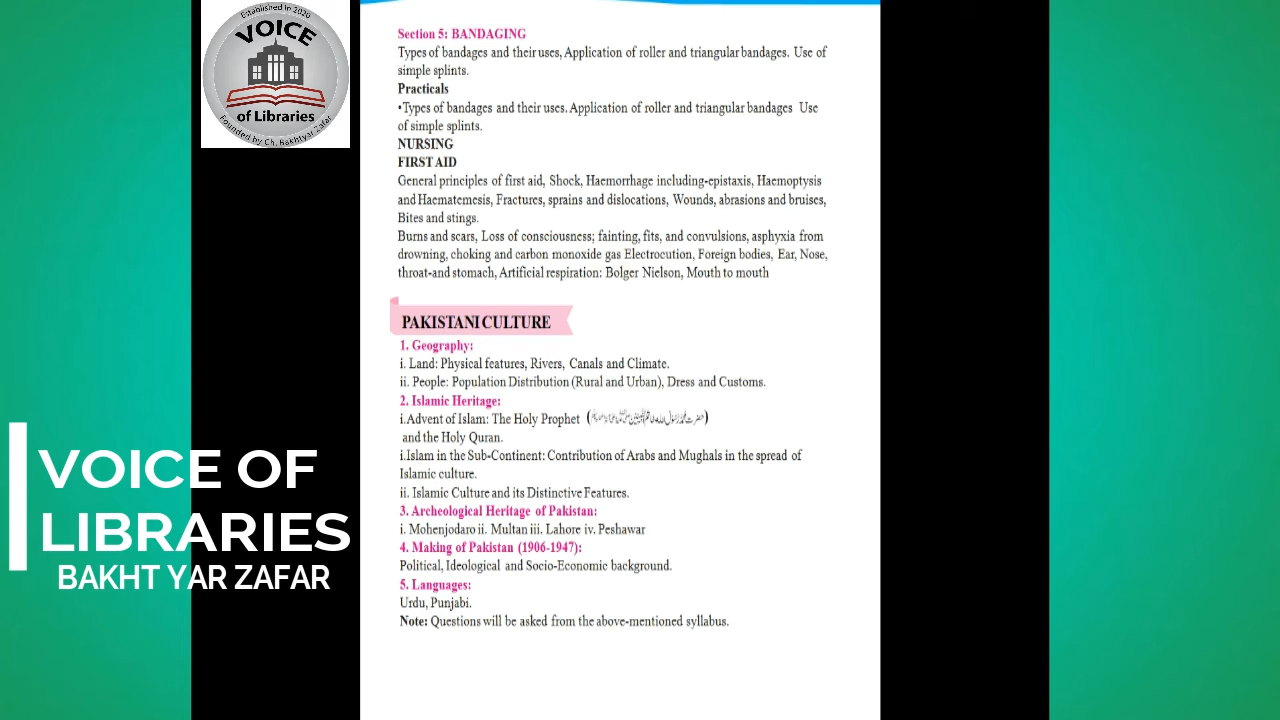 Established in 2020
VOICE
of Libraries
Founded by Ch. Bakhtyar Zafar
VOICE OF
LIBRARIES
BAKHT YAR ZAFAR
Section 5: BANDAGING
Types of bandages and their uses, Application of roller and triangular bandages. Use of
simple splints.
Practicals
•Types of bandages and their uses. Application of roller and triangular bandages Use
of simple splints.
NURSING
FIRST AID
General principles of first aid, Shock, Haemorrhage including-epistaxis, Haemoptysis
and Haematemesis, Fractures, sprains and dislocations, Wounds, abrasions and bruises,
Bites and stings.
Burns and scars, Loss of consciousness; fainting, fits, and convulsions, asphyxia from
drowning, choking and carbon monoxide gas Electrocution, Foreign bodies, Ear, Nose,
throat-and stomach, Artificial respiration: Bolger Nielson, Mouth to mouth
PAKISTANI CULTURE
1. Geography:
i. Land: Physical features, Rivers, Canals and Climate.
ii. People: Population Distribution (Rural and Urban), Dress and Customs.
2. Islamic Heritage:
i.Advent of Islam: The Holy Prophet
and the Holy Quran.
i.Islam in the Sub-Continent: Contribution of Arabs and Mughals in the spread of
Islamic culture.
ii. Islamic Culture and its Distinctive Features.
3. Archeological Heritage of Pakistan:
i. Mohenjodaro ii. Multan iii. Lahore iv. Peshawar
4. Making of Pakistan (1906-1947):
Political, Ideological and Socio-Economic background.
5. Languages:
Urdu, Punjabi.
Note: Questions will be asked from the above-mentioned syllabus.